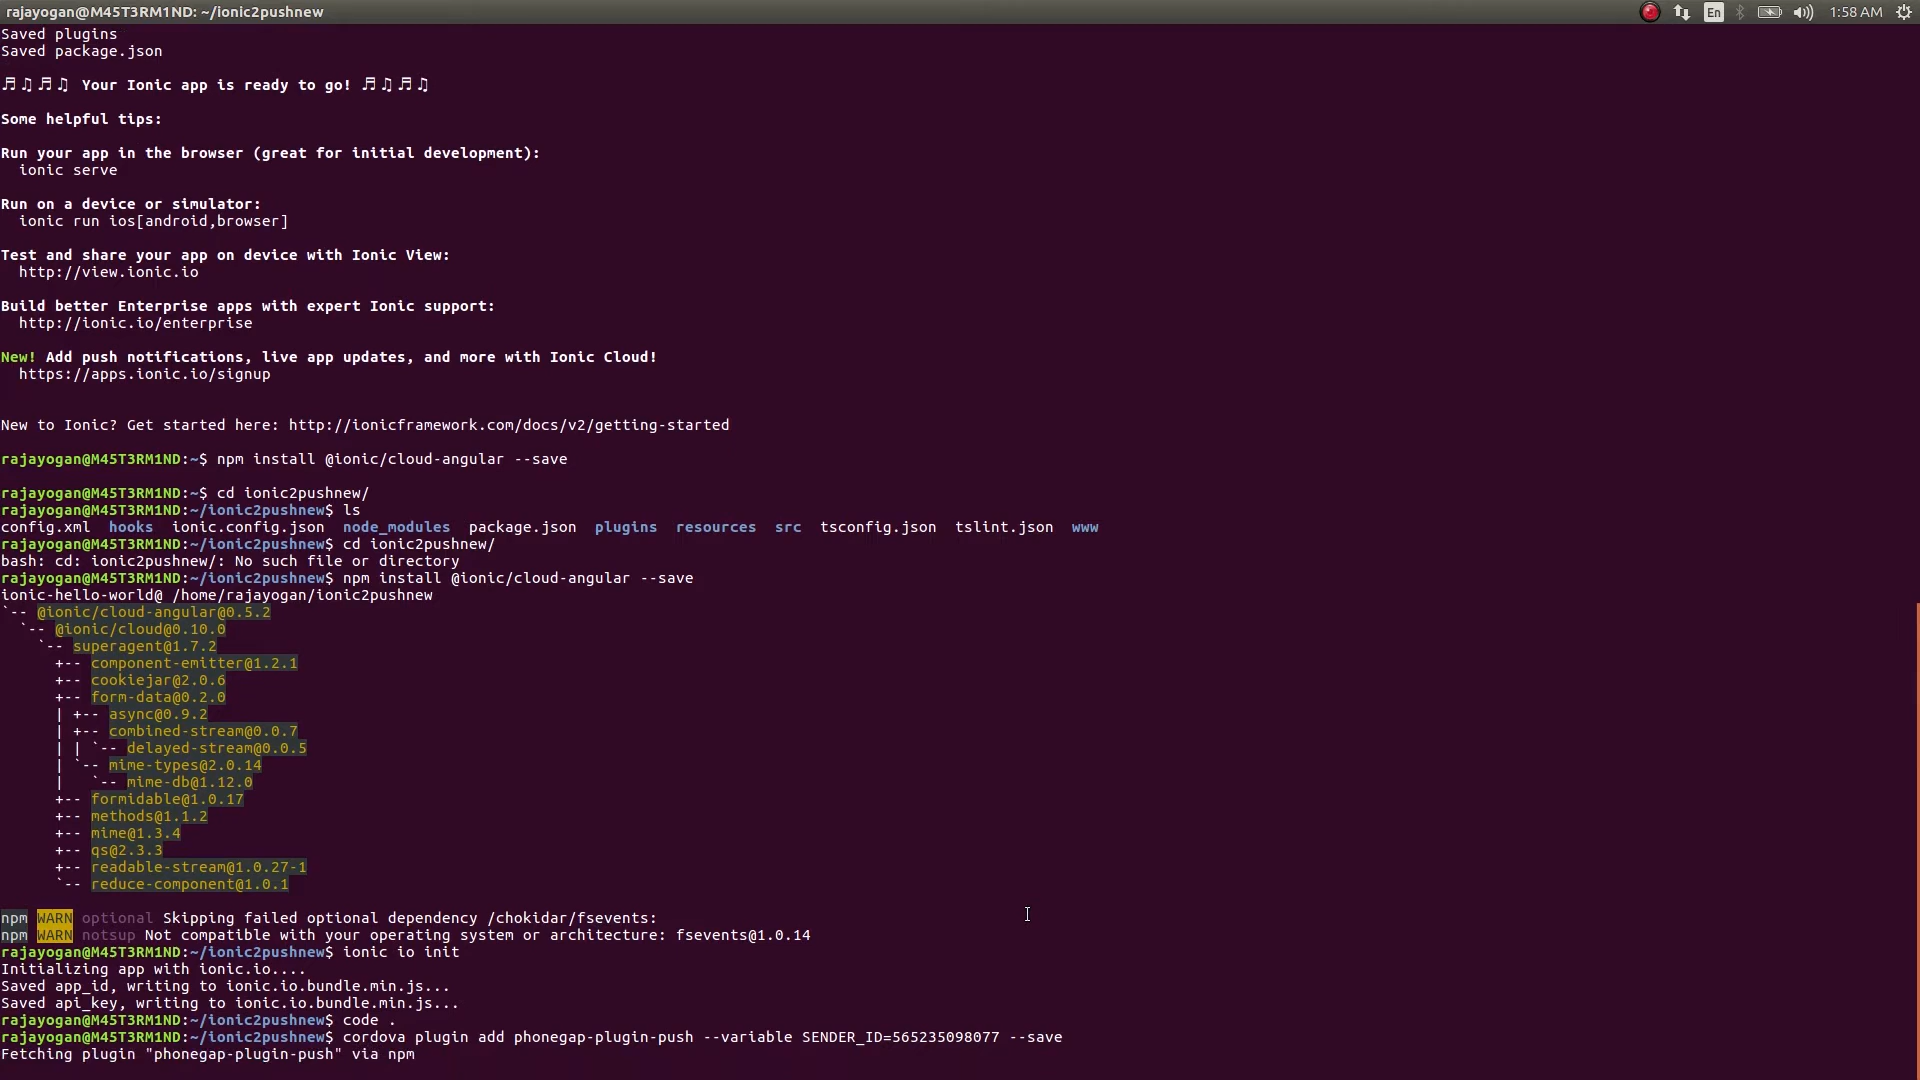 rajayogan@M45T3RM1ND: ~/ionic2pushnew
En
1:58 AM
Saved plugins
Saved package.json
♬♫♬♫ Your Ionic app is ready to go! ♬♫♬♫
Some helpful tips:
Run your app in the browser (great for initial development):
ionic serve
Run on a device or simulator:
ionic run ios[android,browser]
Test and share your app on device with Ionic View:
http://view.ionic.io
Build better Enterprise apps with expert Ionic support:
http://ionic.io/enterprise
New! Add push notifications, live app updates, and more with Ionic Cloud!
https://apps.ionic.io/signup
New to Ionic? Get started here: http://ionicframework.com/docs/v2/getting-started
rajayogan@M45T3RM1ND:~$ npm install @ionic/cloud-angular --save
rajayogan@M45T3RM1ND:~$ cd ionic2pushnew/
rajayogan@M45T3RM1ND:~/ionic2pushnew$ ls
config.xml  hooks  ionic.config.json  node_modules  package.json  plugins  resources  src  tsconfig.json  tslint.json  www
rajayogan@M45T3RM1ND:~/ionic2pushnew$ cd ionic2pushnew/
bash: cd: ionic2pushnew/: No such file or directory
rajayogan@M45T3RM1ND:~/ionic2pushnew$ npm install @ionic/cloud-angular --save
ionic-hello-world@ /home/rajayogan/ionic2pushnew
`-- @ionic/cloud-angular@0.5.2
  `-- @ionic/cloud@0.10.0
    `-- superagent@1.7.2
      +-- component-emitter@1.2.1
      +-- cookiejar@2.0.6
      +-- form-data@0.2.0
      | +-- async@0.9.2
      | +-- combined-stream@0.0.7
      | | `-- delayed-stream@0.0.5
      | `-- mime-types@2.0.14
      |   `-- mime-db@1.12.0
      +-- formidable@1.0.17
      +-- methods@1.1.2
      +-- mime@1.3.4
      +-- qs@2.3.3
      +-- readable-stream@1.0.27-1
      `-- reduce-component@1.0.1
npm WARN optional Skipping failed optional dependency /chokidar/fsevents:
npm WARN notsup Not compatible with your operating system or architecture: fsevents@1.0.14
rajayogan@M45T3RM1ND:~/ionic2pushnew$ ionic io init
Initializing app with ionic.io....
Saved app_id, writing to ionic.io.bundle.min.js...
Saved api_key, writing to ionic.io.bundle.min.js...
rajayogan@M45T3RM1ND:~/ionic2pushnew$ code .
rajayogan@M45T3RM1ND:~/ionic2pushnew$ cordova plugin add phonegap-plugin-push --variable SENDER_ID=565235098077 --save
Fetching plugin "phonegap-plugin-push" via npm